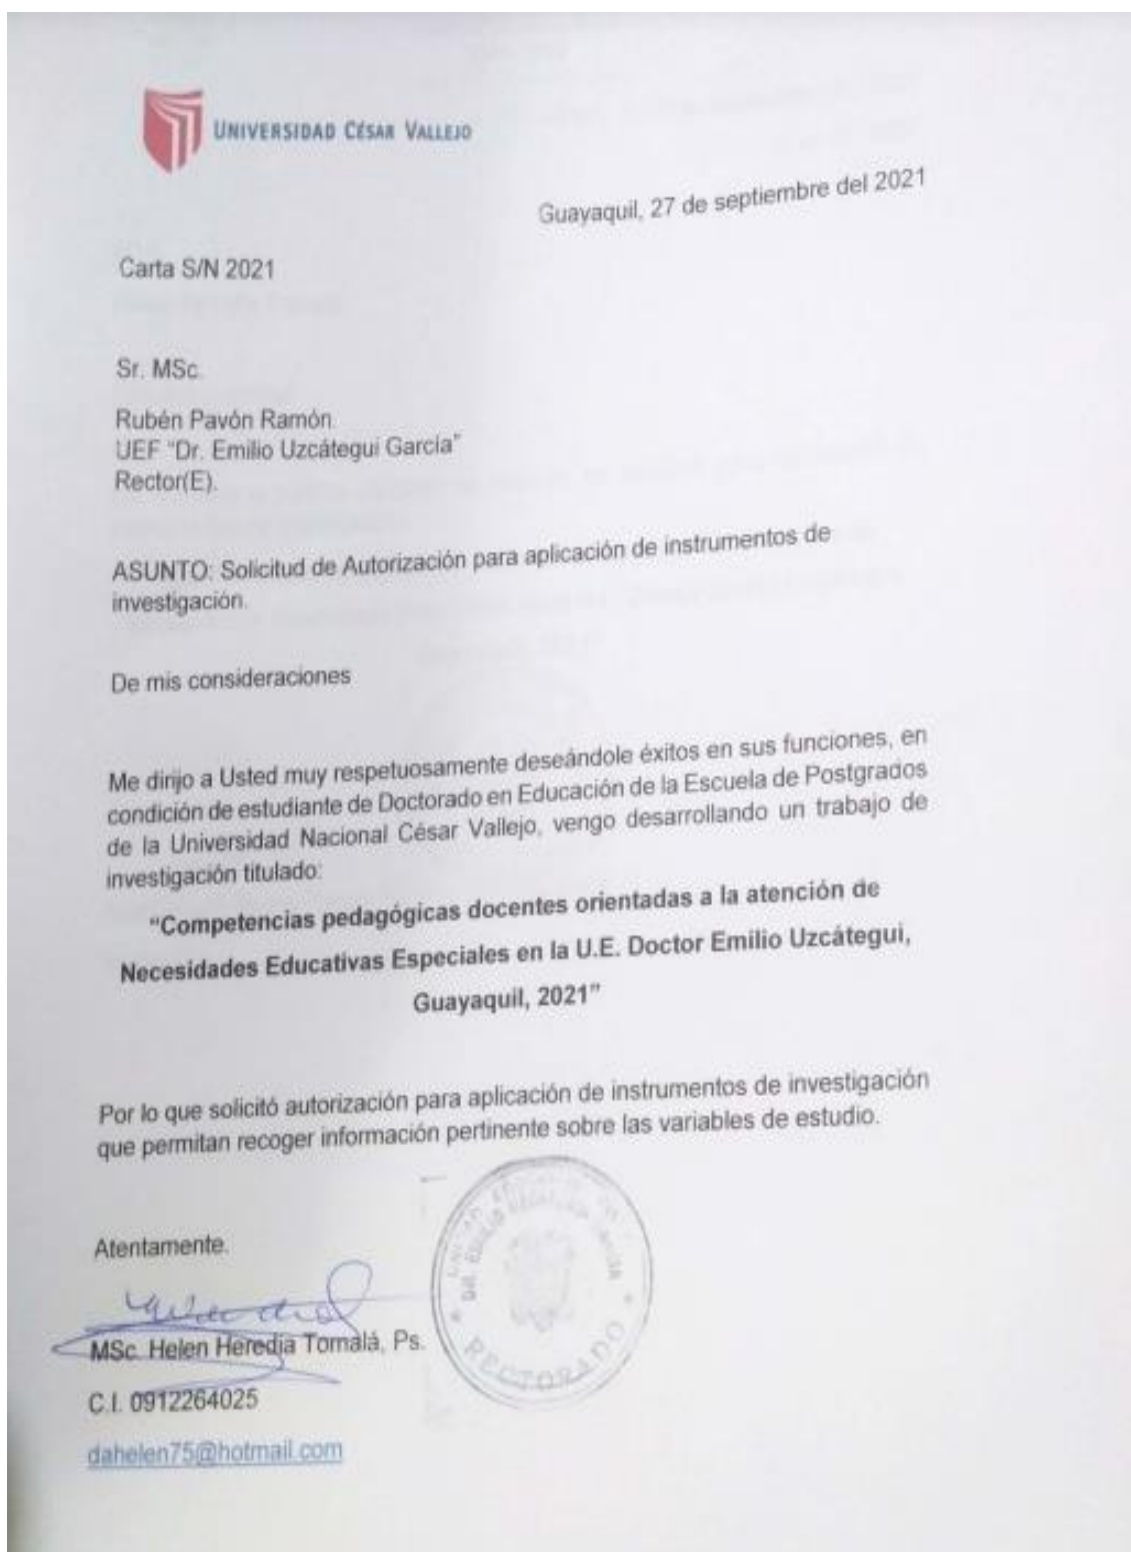 UNIVERSIDAD CÉSAR VALLEJO
Guayaquil, 27 de septiembre del 2021
Carta S/N 2021
Sr. MSc.
Rubén Pavón Ramón.
UEF "Dr. Emilio Uzcátegui García"
Rector(E).
ASUNTO: Solicitud de Autorización para aplicación de instrumentos de
investigación.
De mis consideraciones
Me dirijo a Usted muy respetuosamente deseándole éxitos en sus funciones, en
condición de estudiante de Doctorado en Educación de la Escuela de Postgrados
de la Universidad Nacional César Vallejo, vengo desarrollando un trabajo de
investigación titulado:
"Competencias pedagógicas docentes orientadas a la atención de
Necesidades Educativas Especiales en la U.E. Doctor Emilio Uzcátegui,
Guayaquil, 2021"
Por lo que solicitó autorización para aplicación de instrumentos de investigación
que permitan recoger información pertinente sobre las variables de estudio.
Atentamente.
MSc. Helen Heredia Tomalá, Ps.
C.I. 0912264025
dahelen75@hotmail.com
DR. EMILIO UZCATEGUI GARCIA
RECTORADO